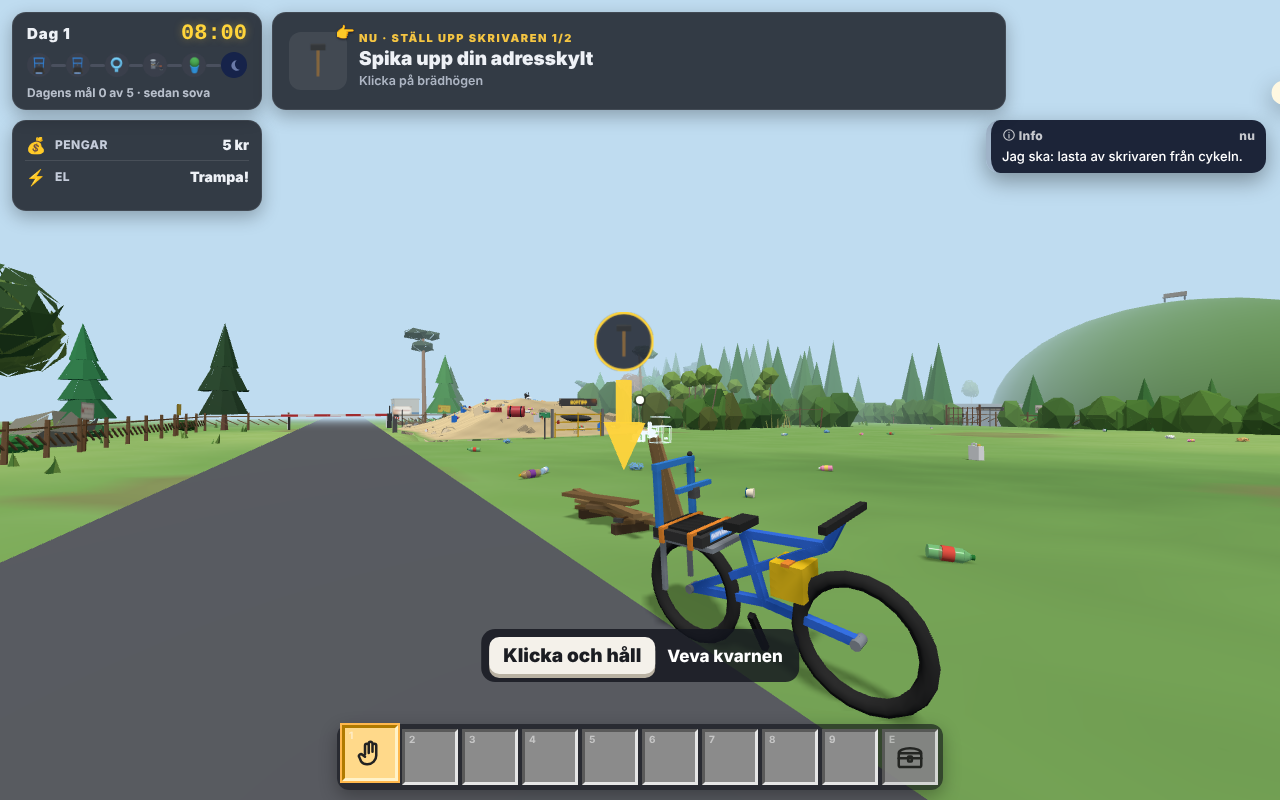 Dag 1
08:00
Dagens mål 0 av 5 · sedan sova
NU · STÄLL UPP SKRIVAREN 1/2
Spika upp din adresskylt
Klicka på brädhögen
PENGAR
5 kr
EL
Trampa!
Info
nu
Jag ska: lasta av skrivaren från cykeln.
Klicka och håll
Veva kvarnen
1
2
3
4
5
6
7
8
9
E